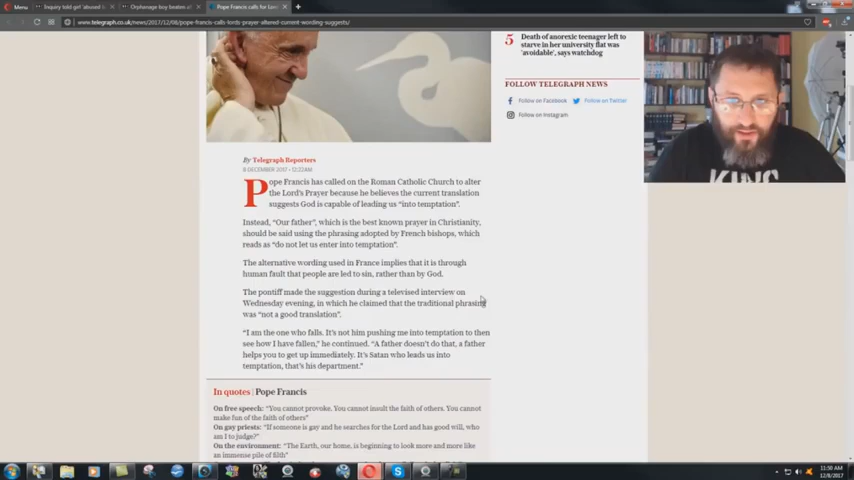 Menu
Inquiry told girl 'abused i
Orphanage boy beaten a
Pope Francis calls for Lor
www.telegraph.co.uk/news/2017/12/08/pope-francis-calls-lords-prayer-altered-current-wording-suggests/
5 Death of anorexic teenager left to
starve in her university flat was
'avoidable', says watchdog
FOLLOW TELEGRAPH NEWS
Follow on Facebook
Follow on Twitter
Follow on Instagram
By Telegraph Reporters
8 DECEMBER 2017 • 12:22AM
Pope Francis has called on the Roman Catholic Church to alter
the Lord's Prayer because he believes the current translation
suggests God is capable of leading us "into temptation".
Instead, "Our father", which is the best known prayer in Christianity,
should be said using the phrasing adopted by French bishops, which
reads as "do not let us enter into temptation".
The alternative wording used in France implies that it is through
human fault that people are led to sin, rather than by God.
The pontiff made the suggestion during a televised interview on
Wednesday evening, in which he claimed that the traditional phrasing
was "not a good translation".
"I am the one who falls. It's not him pushing me into temptation to then
see how I have fallen," he continued. "A father doesn't do that, a father
helps you to get up immediately. It's Satan who leads us into
temptation, that's his department."
In quotes | Pope Francis
On free speech: "You cannot provoke. You cannot insult the faith of others. You cannot
make fun of the faith of others"
On gay priests: "If someone is gay and he searches for the Lord and has good will, who
am I to judge?"
On the environment: "The Earth, our home, is beginning to look more and more like
an immense pile of filth"
KING
11:50 AM
12/9/2017